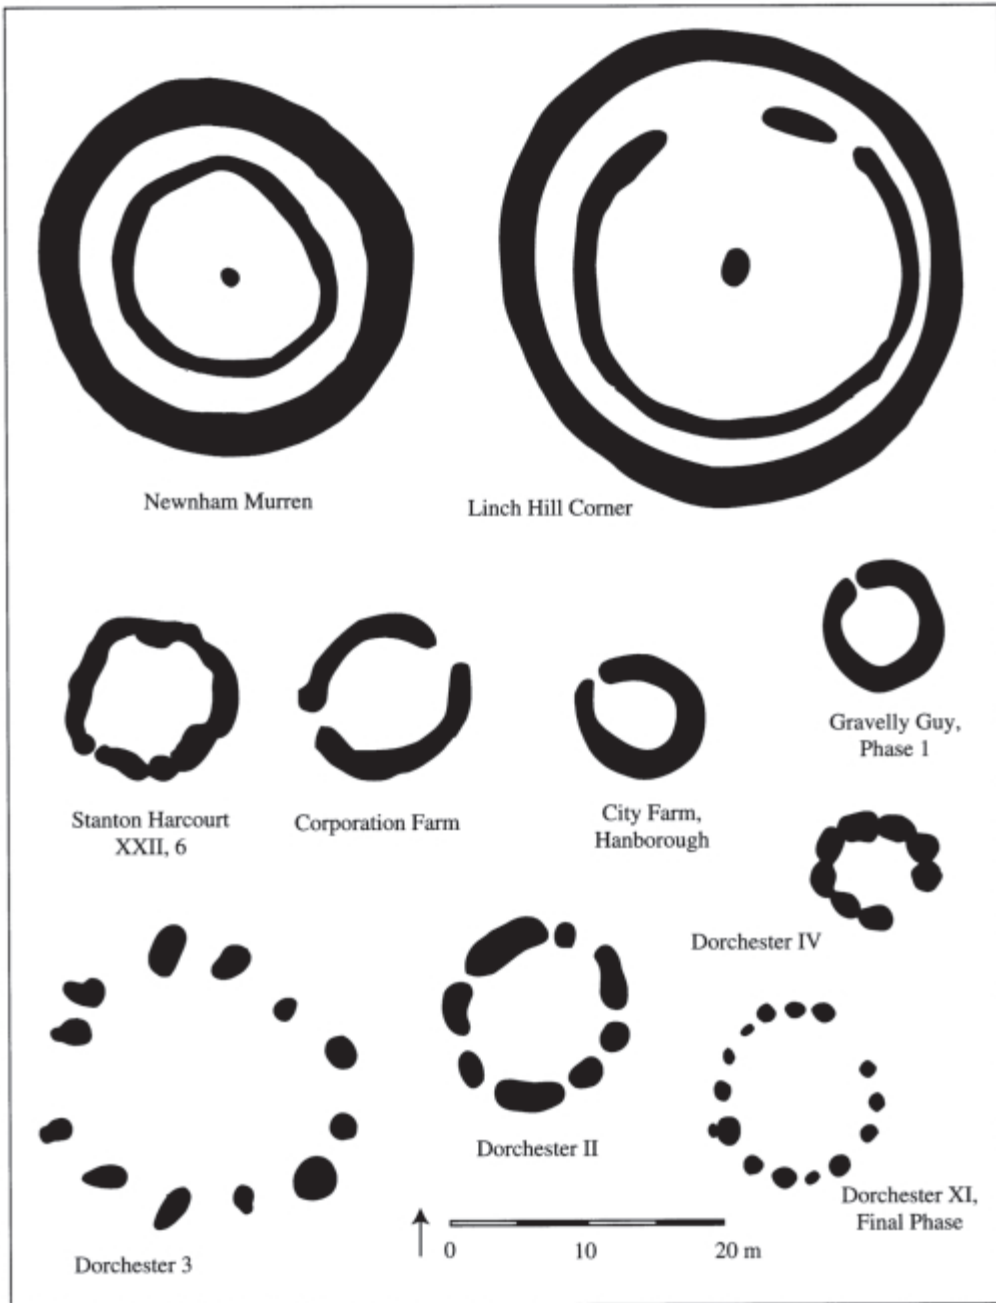 Newnham Murren
Linch Hill Corner
Gravelly Guy,
Phase 1
Stanton Harcourt
XXII, 6
Corporation Farm
City Farm,
Hanborough
Dorchester IV
Dorchester II
Dorchester XI,
Final Phase
Dorchester 3
0 10 20 m